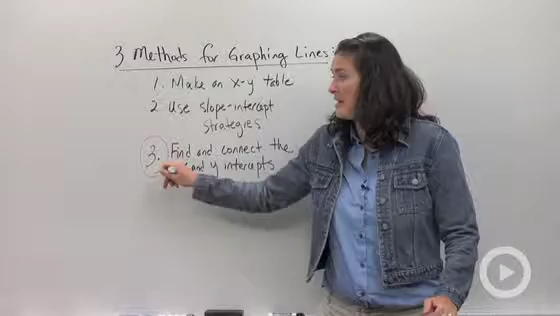 3 Methods for Graphing Lines:
1. Make an x-y table
2. Use slope-intercept
strategies
3. Find and connect the
and y intercepts